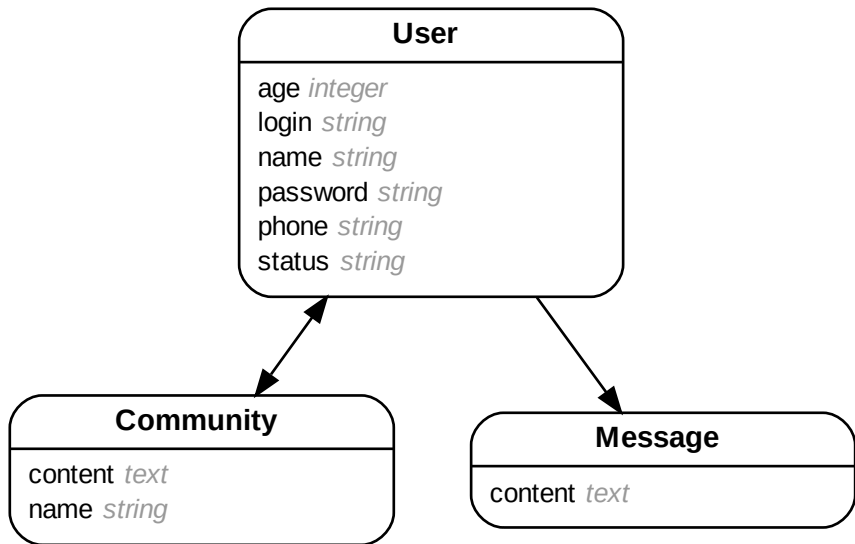 User
age integer
login string
name string
password string
phone string
status string
Community
content text
name string
Message
content text